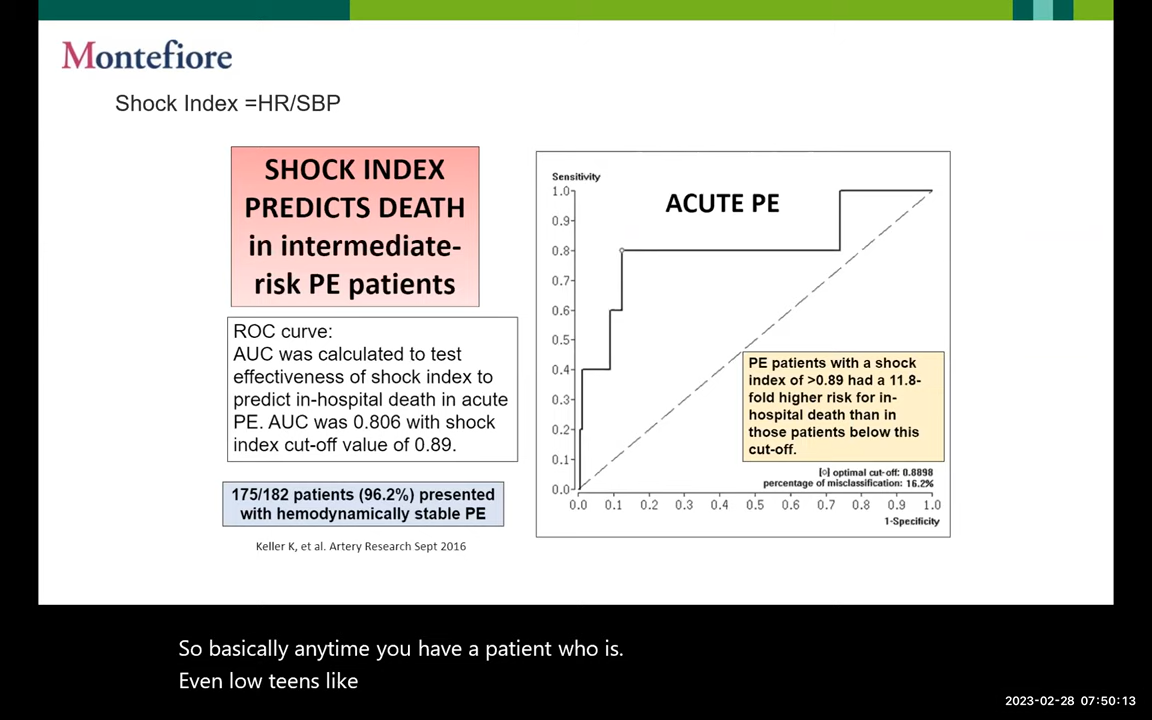 Montefiore
Shock Index =HR/SBP
SHOCK INDEX
PREDICTS DEATH
in intermediate-
risk PE patients
ROC curve:
AUC was calculated to test
effectiveness of shock index to
predict in-hospital death in acute
PE. AUC was 0.806 with shock
index cut-off value of 0.89.
175/182 patients (96.2%) presented
with hemodynamically stable PE
Keller K, et al. Artery Research Sept 2016
Sensitivity
ACUTE PE
1.0
0.9
0.8
0.7
0.6
0.5
0.4
0.3
0.2
0.1
0.0
PE patients with a shock
index of >0.89 had a 11.8-
fold higher risk for in-
hospital death than in
those patients below this
cut-off.
[o] optimal cut-off: 0.8898
percentage of misclassification: 16.2%
0.0 0.1 0.2 0.3 0.4 0.5 0.6 0.7 0.8 0.9 1.0
1-Specificity
So basically anytime you have a patient who is.
Even low teens like
2023-02-28 07:50:13